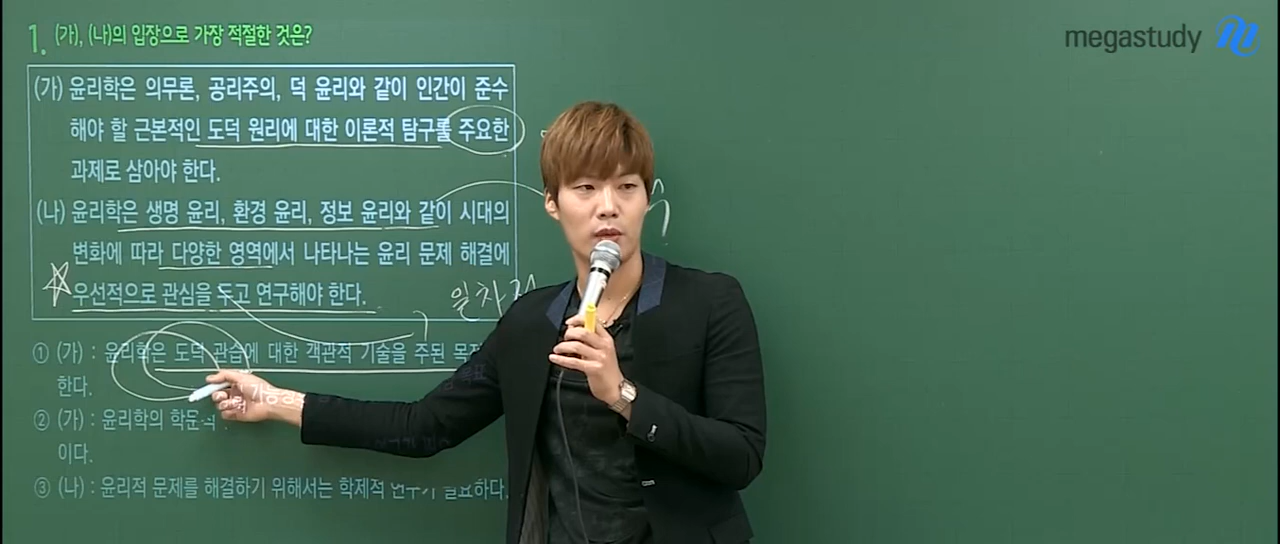 1. (가), (나)의 입장으로 가장 적절한 것은?
megastudy
(가) 윤리학은 의무론, 공리주의, 덕 윤리와 같이 인간이 준수
해야 할 근본적인 도덕 원리에 대한 이론적 탐구를 주요한
과제로 삼아야 한다.
(나) 윤리학은 생명 윤리, 환경 윤리, 정보 윤리와 같이 시대의
변화에 따라 다양한 영역에서 나타나는 윤리 문제 해결에
우선적으로 관심을 두고 연구해야 한다.
일차적
① (가) : 윤리학은 도덕 관습에 대한 객관적 기술을 주된
한다.
② (가) : 윤리학의
이다.
③ (나) : 윤리적 문제를 해결하기 위해서는 학제적 연구가 필요하다.